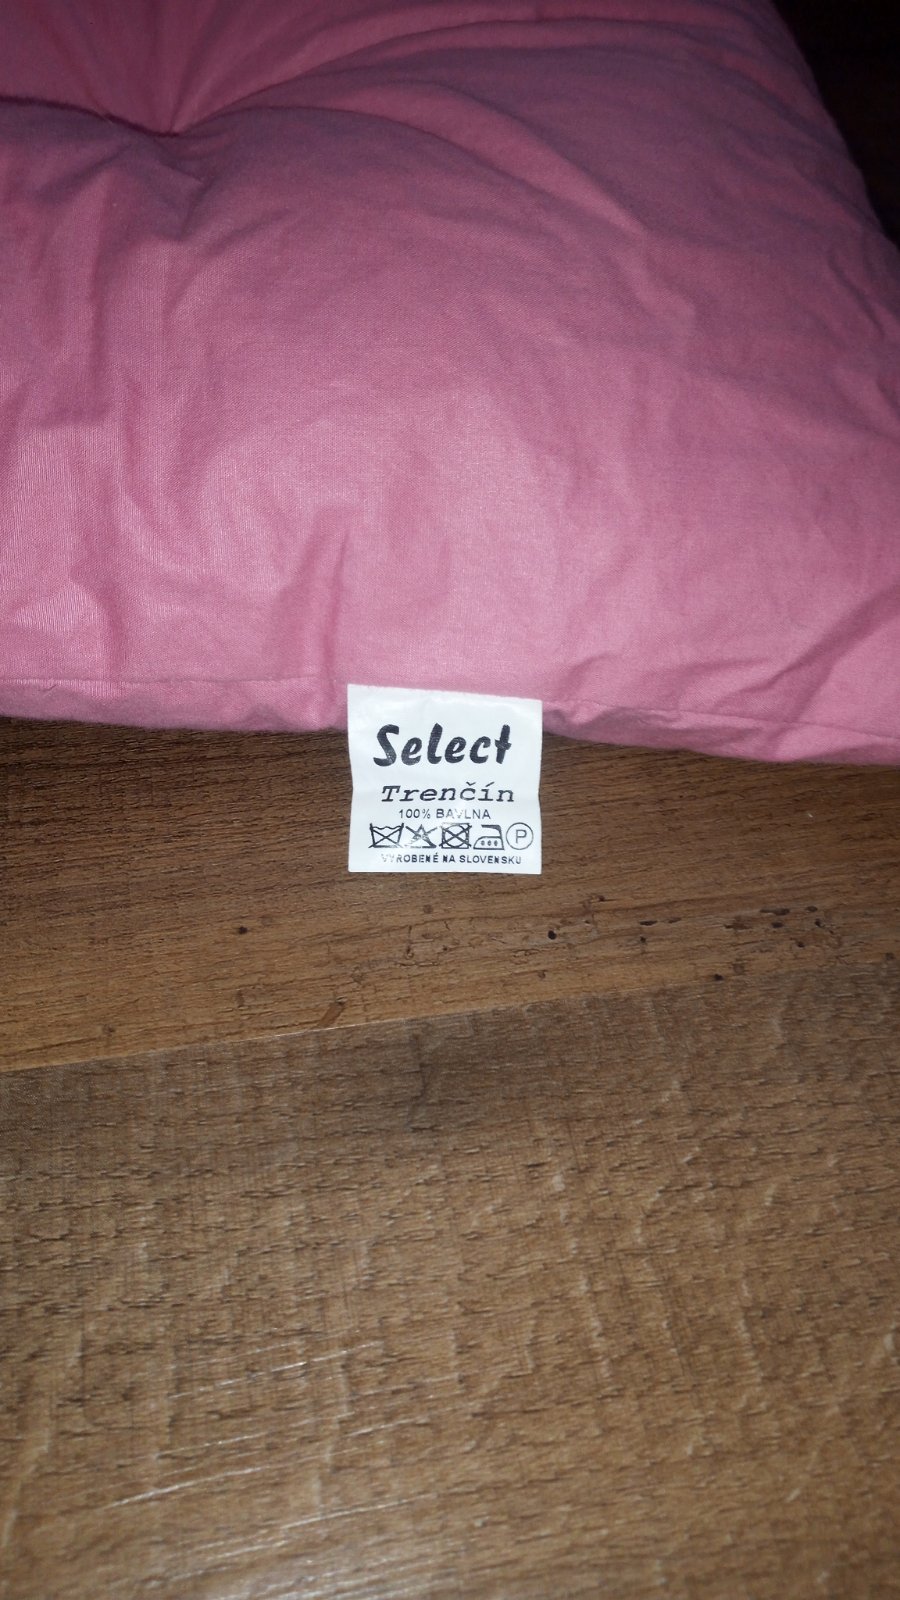 Select
Trenčín
100% BAVLNA
P
VYROBENÉ NA SLOVENSKU